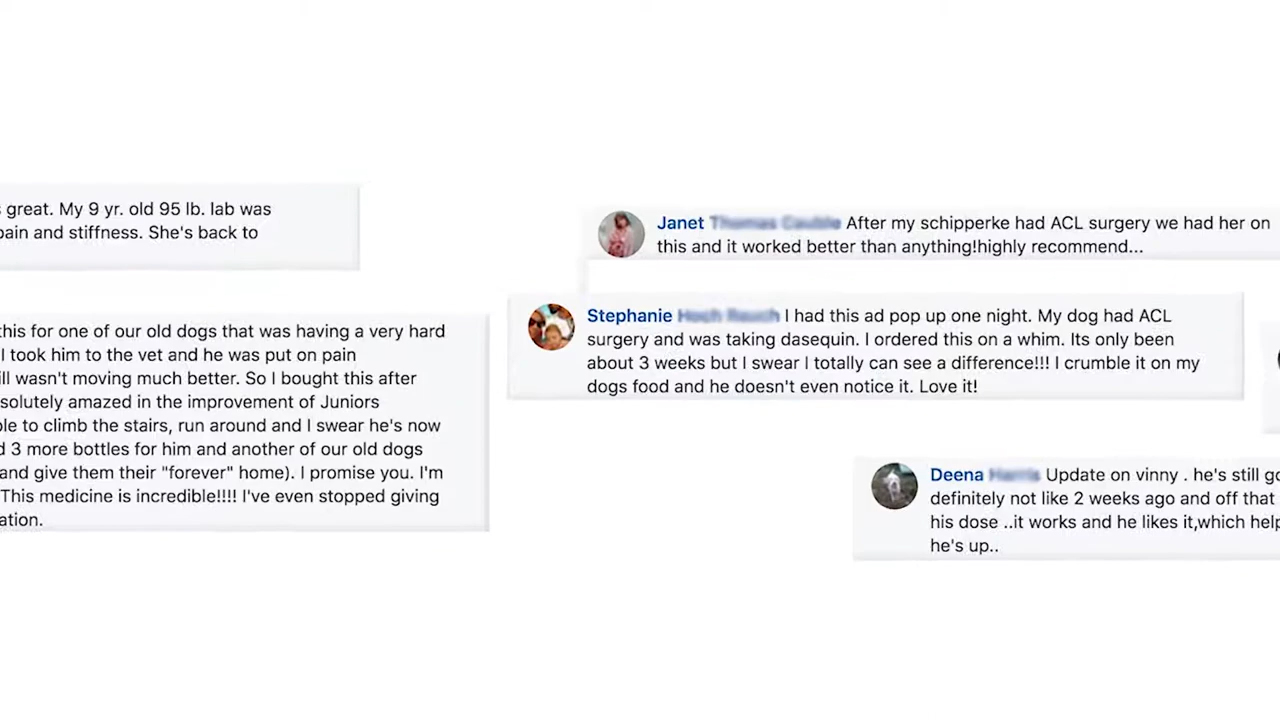 s great. My 9 yr. old 95 lb. lab was
pain and stiffness. She's back to
this for one of our old dogs that was having a very hard
I took him to the vet and he was put on pain
ill wasn't moving much better. So I bought this after
solutely amazed in the improvement of Juniors
ble to climb the stairs, run around and I swear he's now
d 3 more bottles for him and another of our old dogs
and give them their "forever" home). I promise you. I'm
This medicine is incredible!!!! I've even stopped giving
ation.
Janet After my schipperke had ACL surgery we had her on
this and it worked better than anything!highly recommend...
Stephanie I had this ad pop up one night. My dog had ACL
surgery and was taking dasequin. I ordered this on a whim. Its only been
about 3 weeks but I swear I totally can see a difference!!! I crumble it on my
dogs food and he doesn't even notice it. Love it!
Deena Update on vinny . he's still go
definitely not like 2 weeks ago and off that
his dose ..it works and he likes it,which help
he's up..